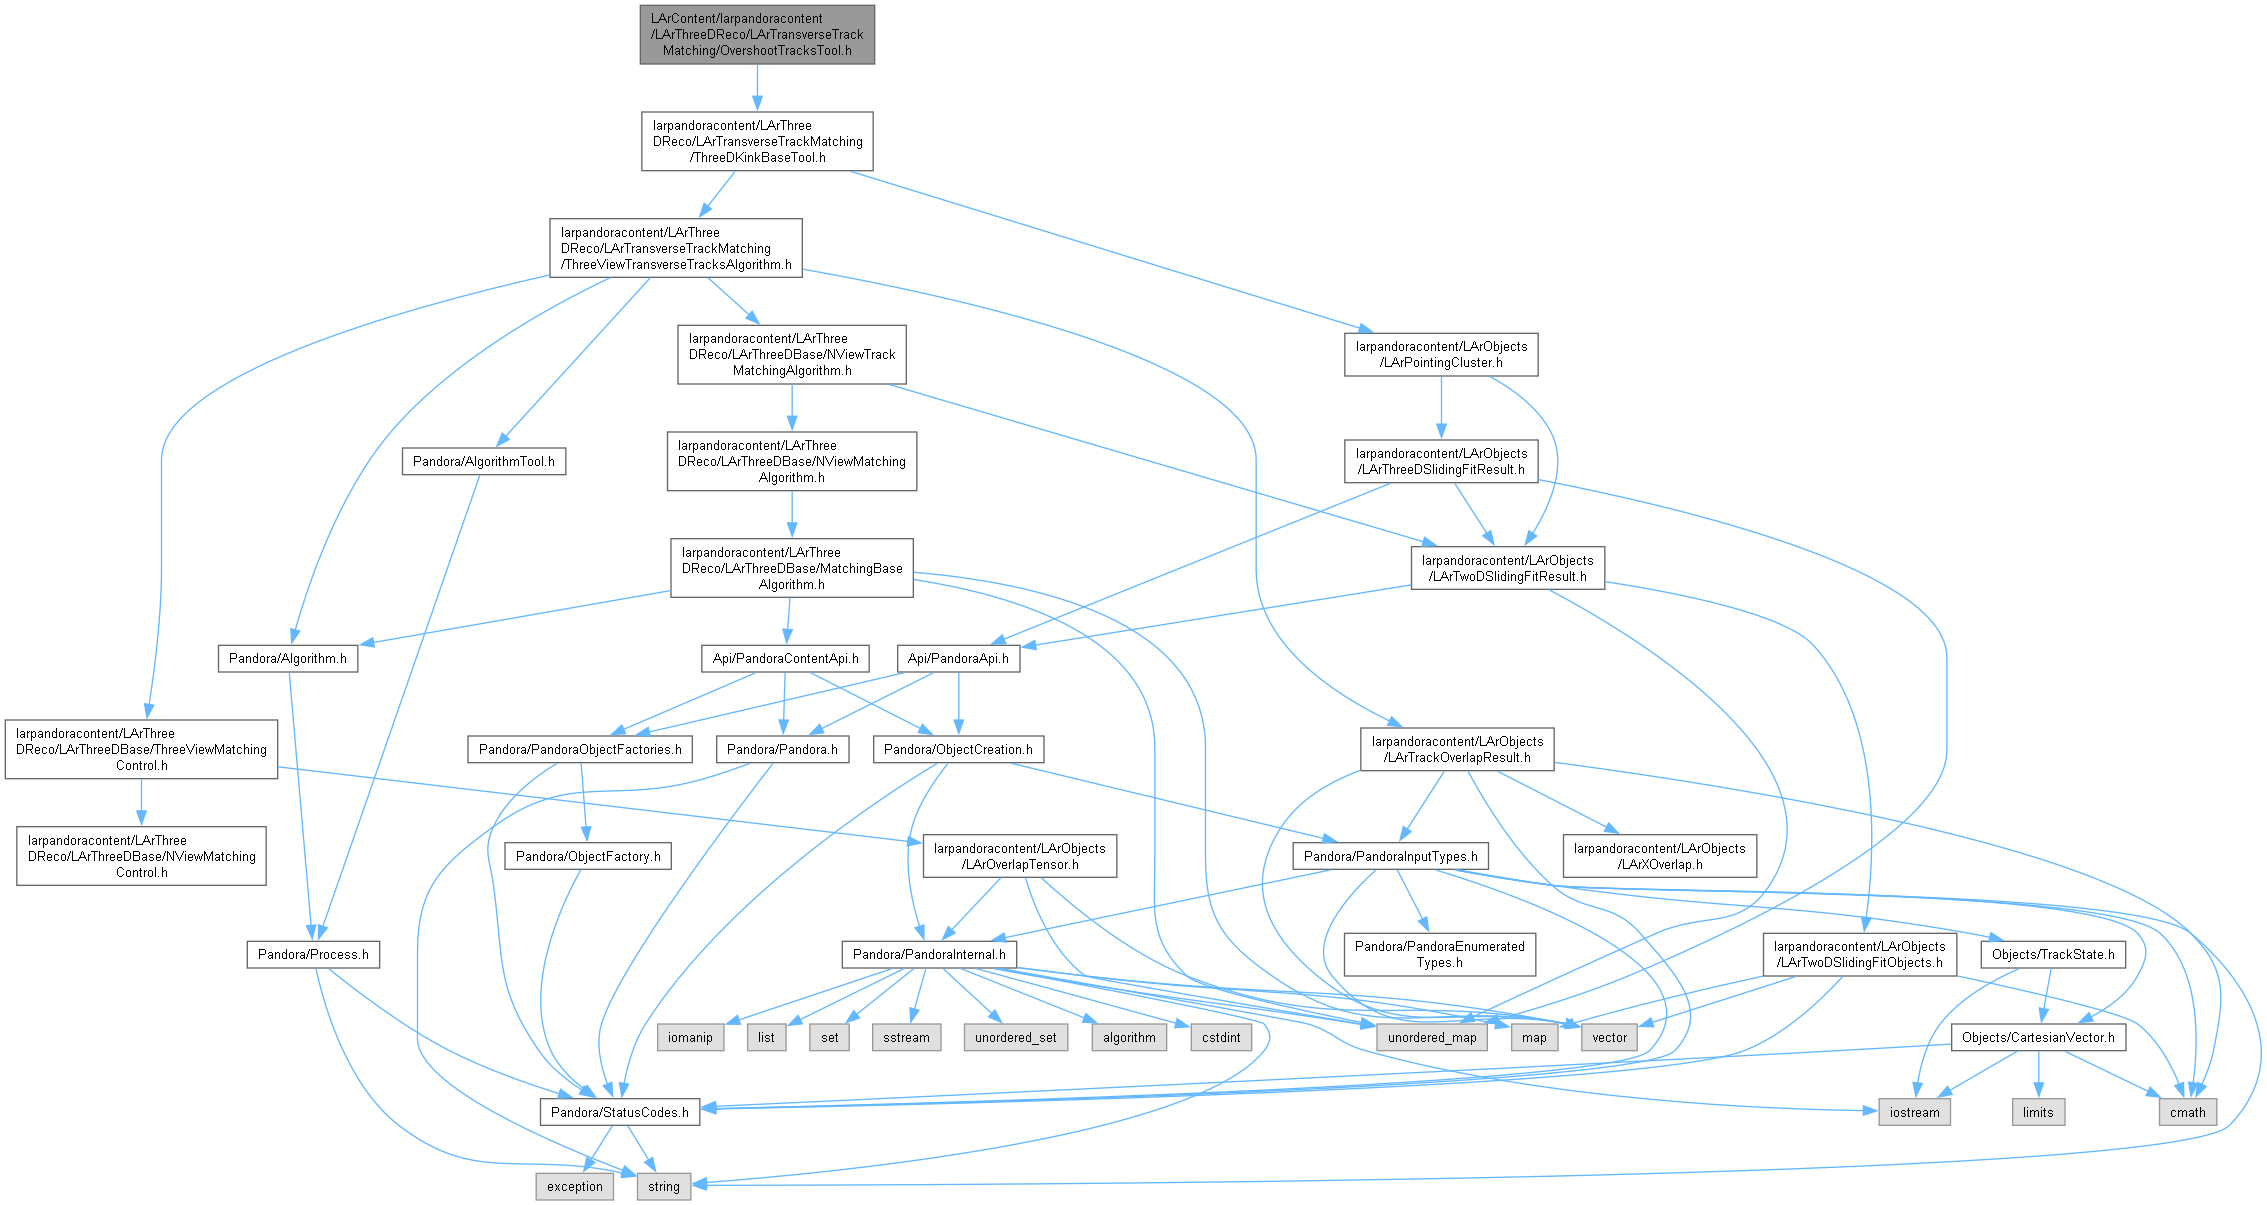 LArContent/larpandoracontent
/LArThreeDReco/LArTransverseTrack
Matching/OvershootTracksTool.h
larpandoracontent/LArThree
DReco/LArTransverseTrackMatching
/ThreeDKinkBaseTool.h
larpandoracontent/LArThree
DReco/LArTransverseTrackMatching
/ThreeViewTransverseTracksAlgorithm.h
larpandoracontent/LArThree
DReco/LArThreeDBase/NViewTrack
MatchingAlgorithm.h
larpandoracontent/LArObjects
/LArPointingCluster.h
Pandora/AlgorithmTool.h
larpandoracontent/LArThree
DReco/LArThreeDBase/NViewMatching
Algorithm.h
larpandoracontent/LArObjects
/LArThreeDSlidingFitResult.h
larpandoracontent/LArThree
DReco/LArThreeDBase/MatchingBase
Algorithm.h
larpandoracontent/LArObjects
/LArTwoDSlidingFitResult.h
Pandora/Algorithm.h
Api/PandoraContentApi.h
Api/PandoraApi.h
larpandoracontent/LArThree
DReco/LArThreeDBase/ThreeViewMatching
Control.h
Pandora/PandoraObjectFactories.h
Pandora/Pandora.h
Pandora/ObjectCreation.h
larpandoracontent/LArObjects
/LArTrackOverlapResult.h
larpandoracontent/LArThree
DReco/LArThreeDBase/NViewMatching
Control.h
Pandora/ObjectFactory.h
larpandoracontent/LArObjects
/LArOverlapTensor.h
Pandora/PandoraInputTypes.h
larpandoracontent/LArObjects
/LArXOverlap.h
Pandora/Process.h
Pandora/PandoraInternal.h
Pandora/PandoraEnumerated
Types.h
larpandoracontent/LArObjects
/LArTwoDSlidingFitObjects.h
Objects/TrackState.h
iomanip
list
set
sstream
unordered_set
algorithm
cstdint
unordered_map
map
vector
Objects/CartesianVector.h
Pandora/StatusCodes.h
iostream
limits
cmath
exception
string